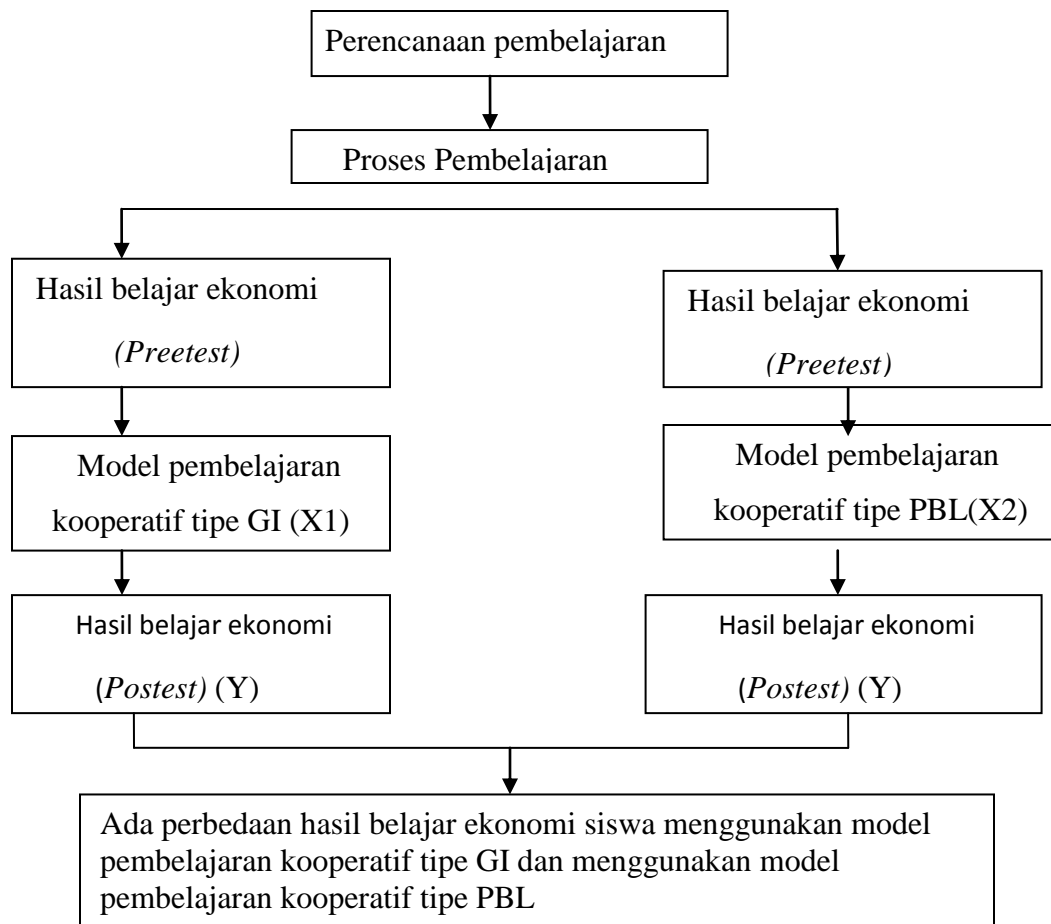 Perencanaan pembelajaran
Proses Pembelajaran
Hasil belajar ekonomi
(Preetest)
Hasil belajar ekonomi
(Preetest)
Model pembelajaran
kooperatif tipe GI (X1)
Model pembelajaran
kooperatif tipe PBL(X2)
Hasil belajar ekonomi
(Postest) (Y)
Hasil belajar ekonomi
(Postest) (Y)
Ada perbedaan hasil belajar ekonomi siswa menggunakan model
pembelajaran kooperatif tipe GI dan menggunakan model
pembelajaran kooperatif tipe PBL